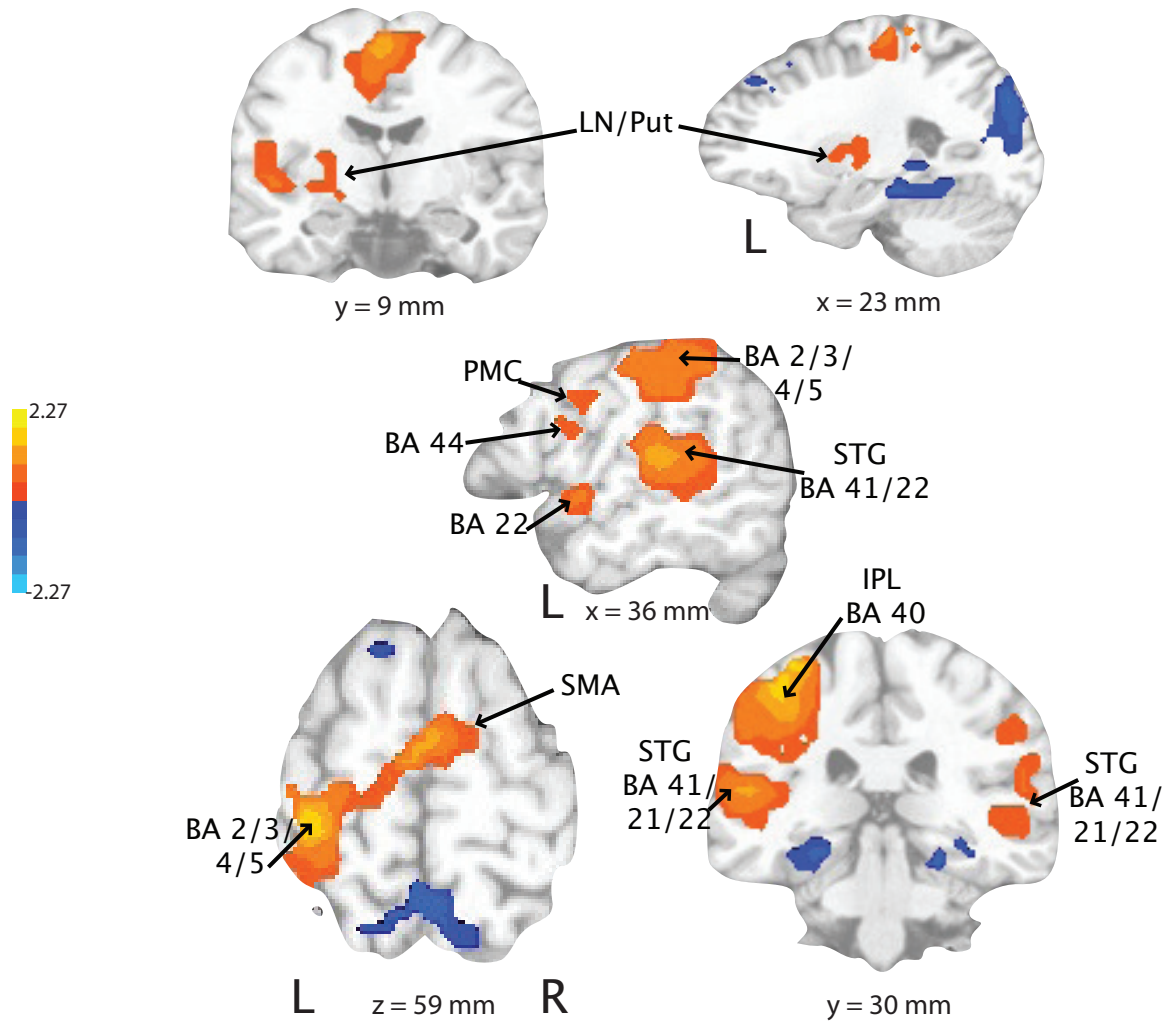 LN/Put
L
y = 9 mm
x = 23 mm
PMC
BA 2/3/
4/5
BA 44
STG
BA 41/22
BA 22
2.27
-2.27
L
x = 36 mm
IPL
BA 40
SMA
STG
BA 41/
21/22
STG
BA 41/
21/22
BA 2/3/
4/5
L
z = 59 mm
R
y = 30 mm